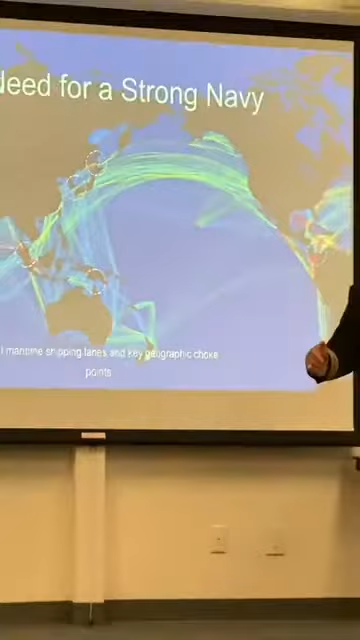 Need for a Strong Navy
l maritime shipping lanes and key geographic choke
points